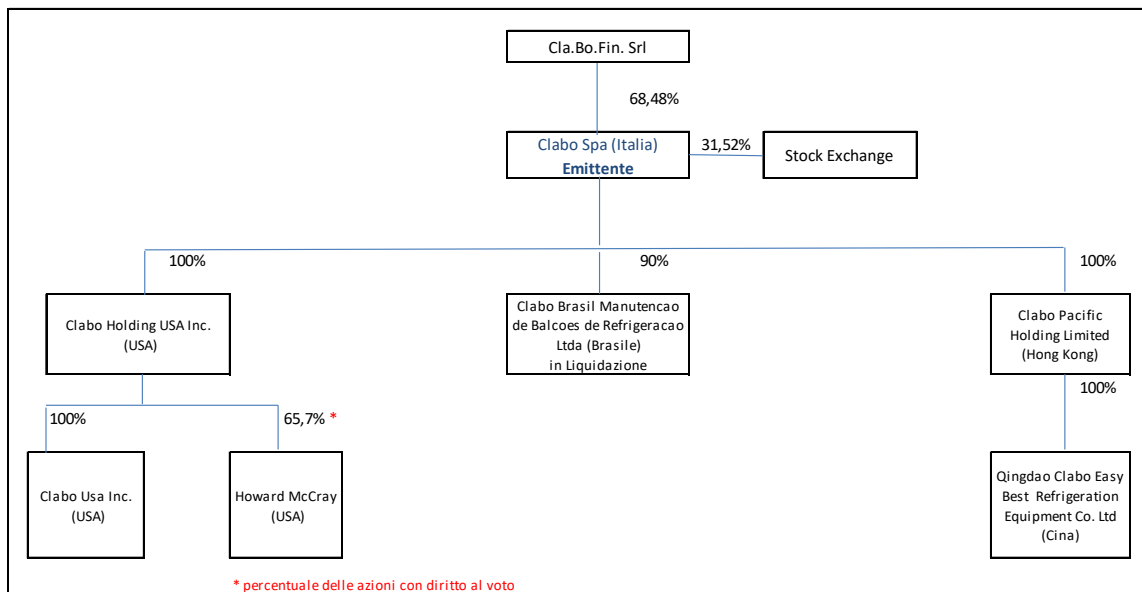 Cla.Bo.Fin. Srl
68,48%
Clabo Spa (Italia)
Emittente
31,52%
Stock Exchange
100%
90%
100%
Clabo Holding USA Inc.
(USA)
Clabo Brasil Manutencao
de Balcoes de Refrigeracao
Ltda (Brasile)
in Liquidazione
Clabo Pacific
Holding Limited
(Hong Kong)
100%
65,7% *
100%
Clabo Usa Inc.
(USA)
Howard McCray
(USA)
Qingdao Clabo Easy
Best Refrigeration
Equipment Co. Ltd
(Cina)
* percentuale delle azioni con diritto al voto